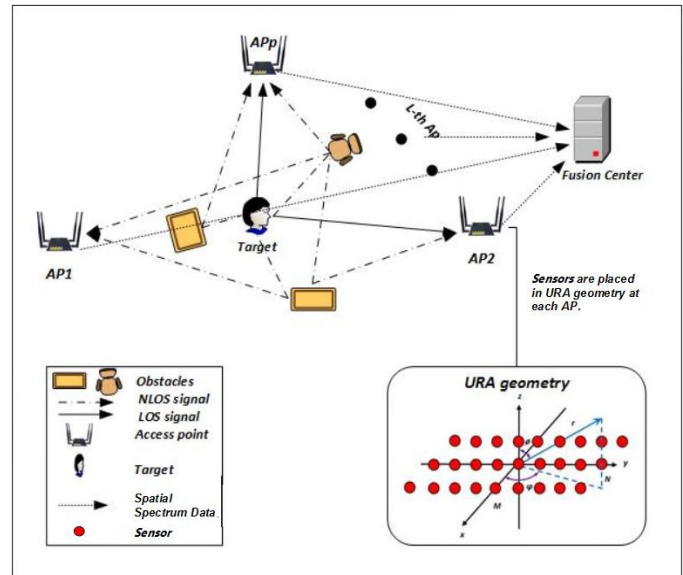 APp
L-th Ap
Fusion Center
AP1
Target
AP2
Sensors are placed
in URA geometry at
each AP.
Obstacles
NLOS signal
LOS signal
Access point
Target
Spatial
Spectrum Data
Sensor
URA geometry
z
r
y
N
φ
M
x